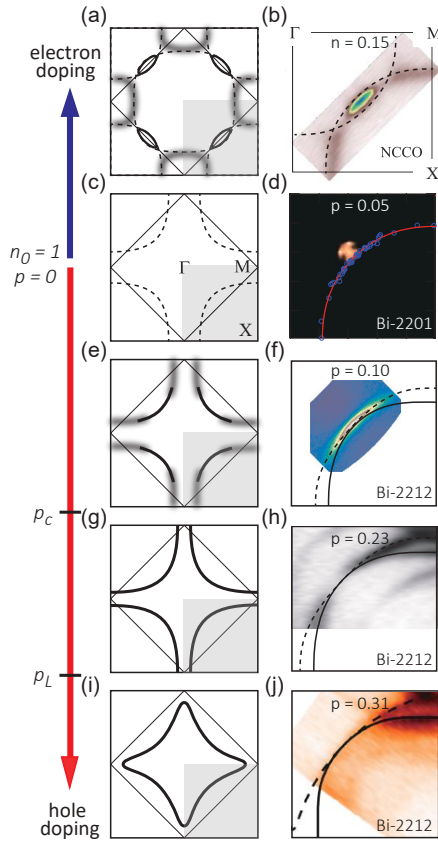 (a)
(b)
electron
doping
Γ
M
n = 0.15
NCCO
X
(c)
(d)
p = 0.05
n0 = 1
p = 0
Γ
M
X
Bi-2201
(e)
(f)
p = 0.10
Bi-2212
pc
(g)
(h)
p = 0.23
Bi-2212
pL
(i)
(j)
p = 0.31
Bi-2212
hole
doping